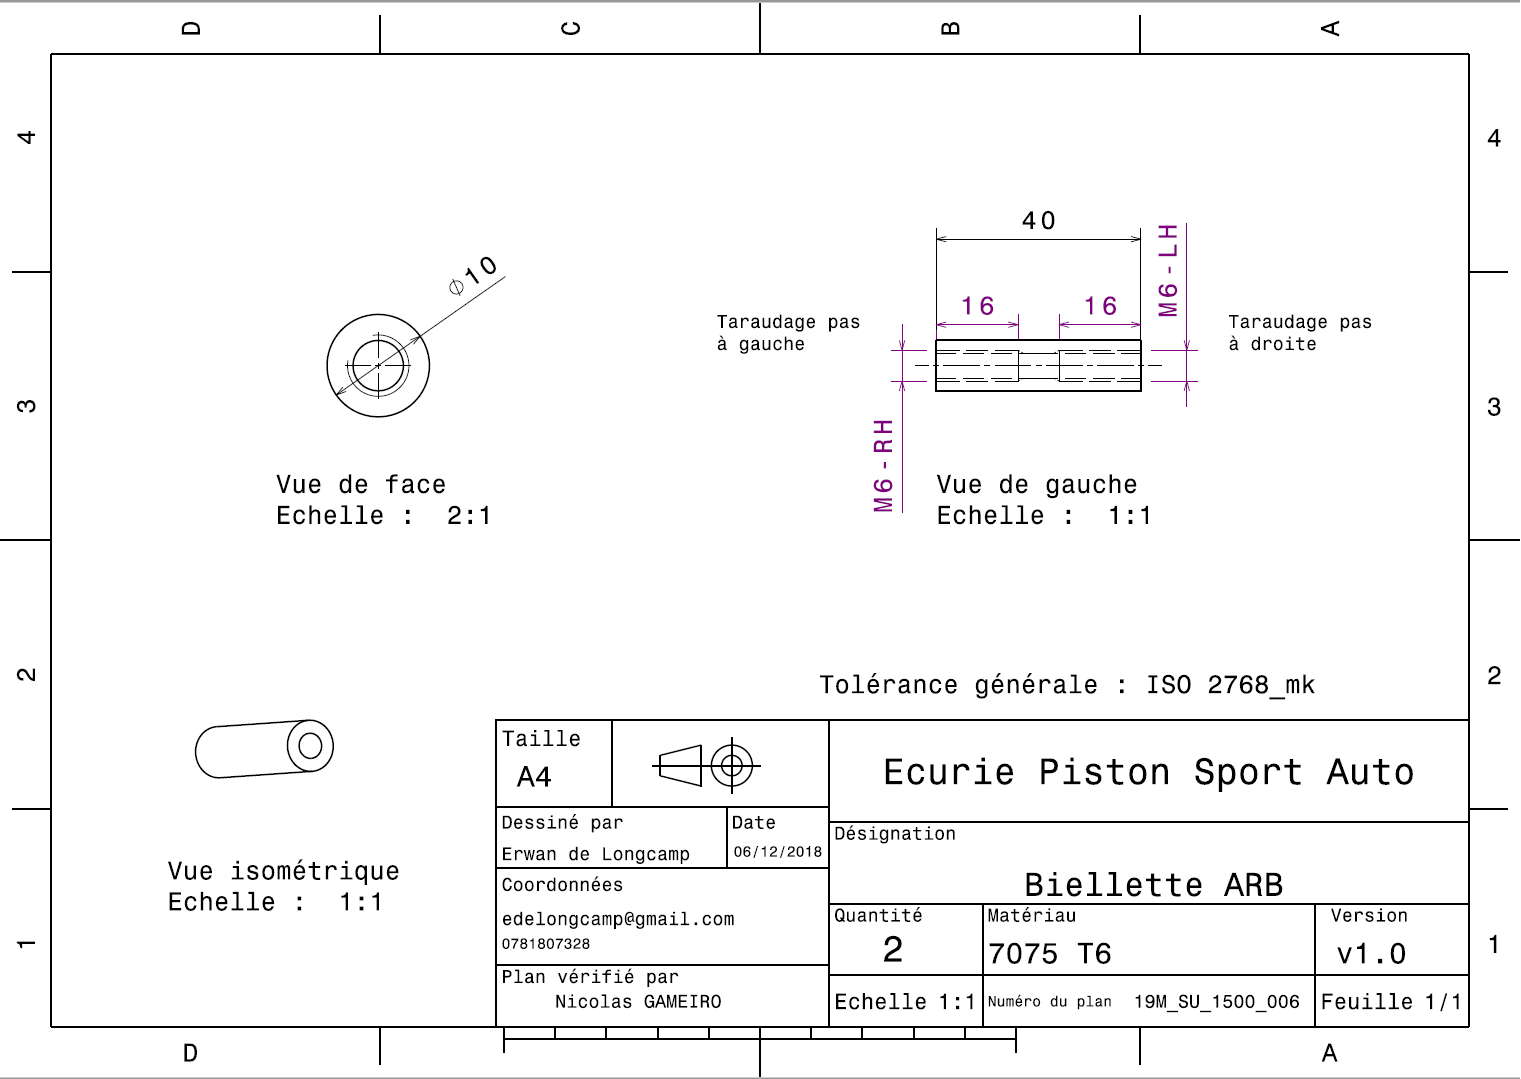 D C B A
4
4
40
M6-LH
⌀10
16
16
Taraudage pas
à gauche
Taraudage pas
à droite
3
3
M6-RH
Vue de face
Echelle : 2:1
Vue de gauche
Echelle : 1:1
2
2
Tolérance générale : ISO 2768_mk
Taille
A4
Ecurie Piston Sport Auto
Dessiné par
Erwan de Longcamp
Date
06/12/2018
Désignation
Biellette ARB
Vue isométrique
Echelle : 1:1
Coordonnées
edelongcamp@gmail.com
0781807328
Quantité
2
Matériau
7075 T6
Version
v1.0
1
1
Plan vérifié par
Nicolas GAMEIRO
Echelle 1:1
Numéro du plan 19M_SU_1500_006
Feuille 1/1
D A